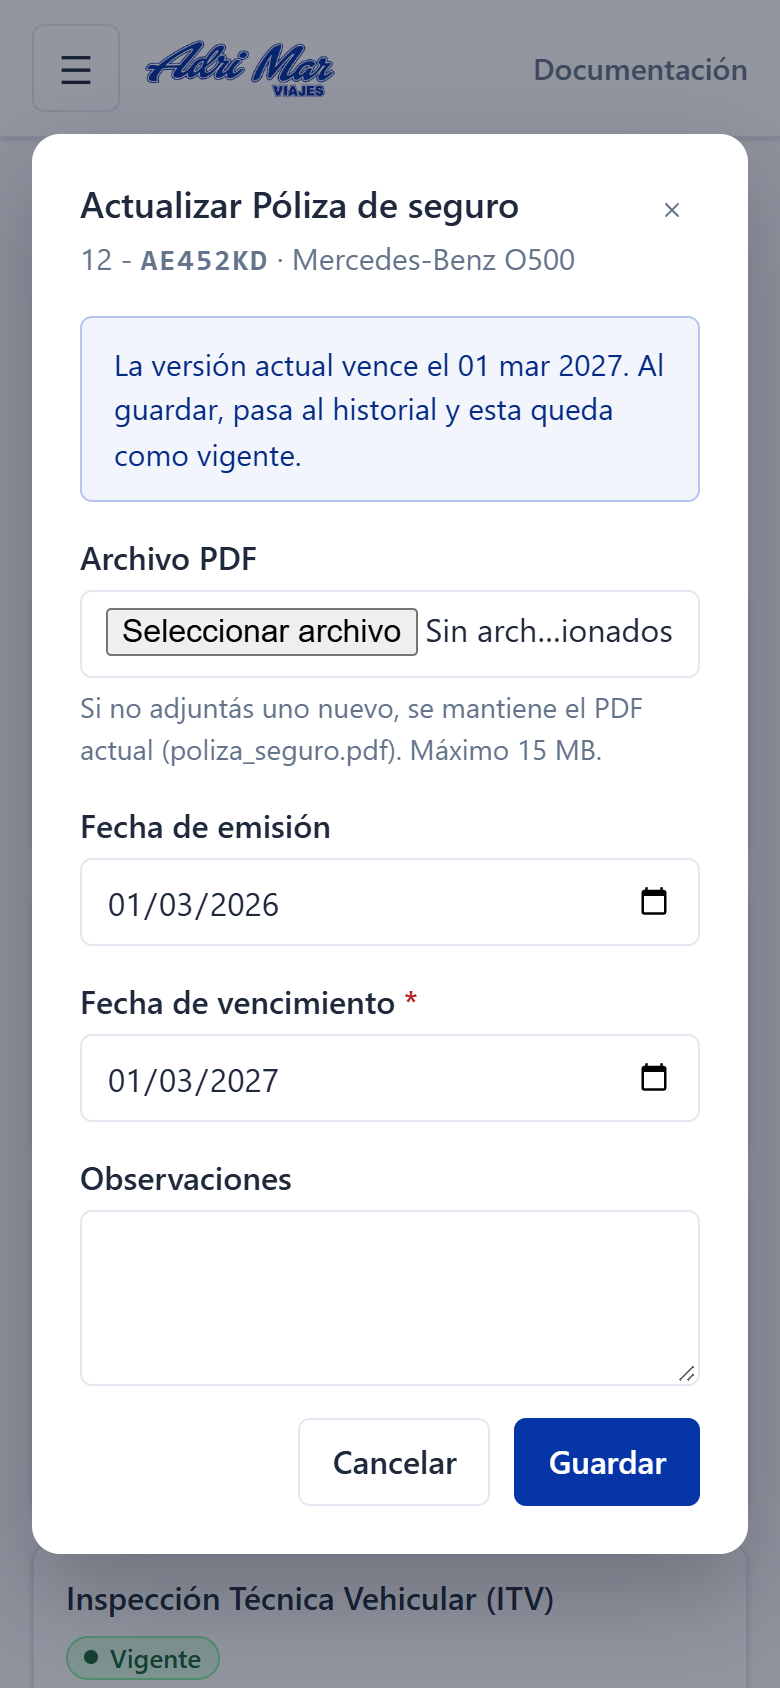 ☰ Adri Mar VIAJES Documentación
Actualizar Póliza de seguro ×
12 - AE452KD · Mercedes-Benz O500
La versión actual vence el 01 mar 2027. Al
guardar, pasa al historial y esta queda
como vigente.
Archivo PDF
Seleccionar archivo Sin arch...ionados
Si no adjuntás uno nuevo, se mantiene el PDF
actual (poliza_seguro.pdf). Máximo 15 MB.
Fecha de emisión
01/03/2026
Fecha de vencimiento *
01/03/2027
Observaciones
Cancelar Guardar
Inspección Técnica Vehicular (ITV)
Vigente